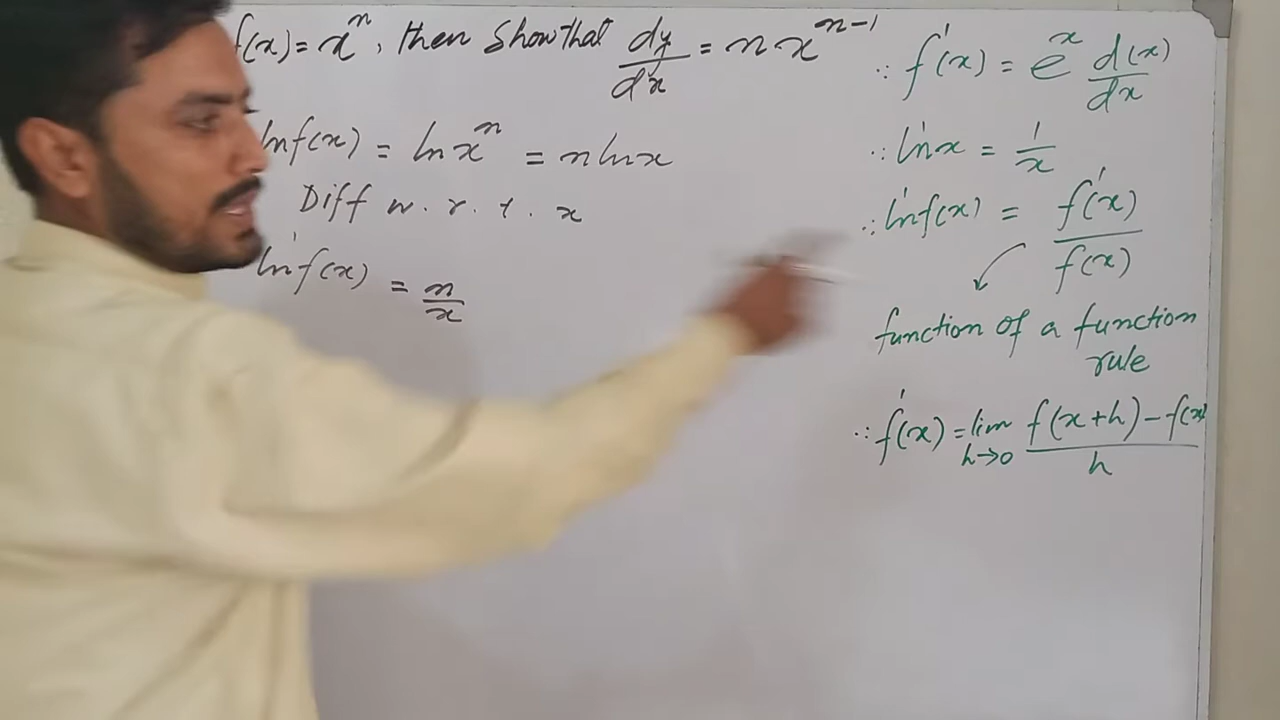 f(x) = xⁿ, then show that dy/dx = n xⁿ⁻¹
ln f(x) = ln xⁿ = n ln x
Diff w.r.t. x
ln' f(x) = n/x
∵ f'(x) = eˣ d(x)/dx
∵ ln' x = 1/x
∵ ln' f(x) = f'(x)/f(x)
function of a function
rule
∵ f'(x) = lim h→0 f(x+h) - f(x)/h